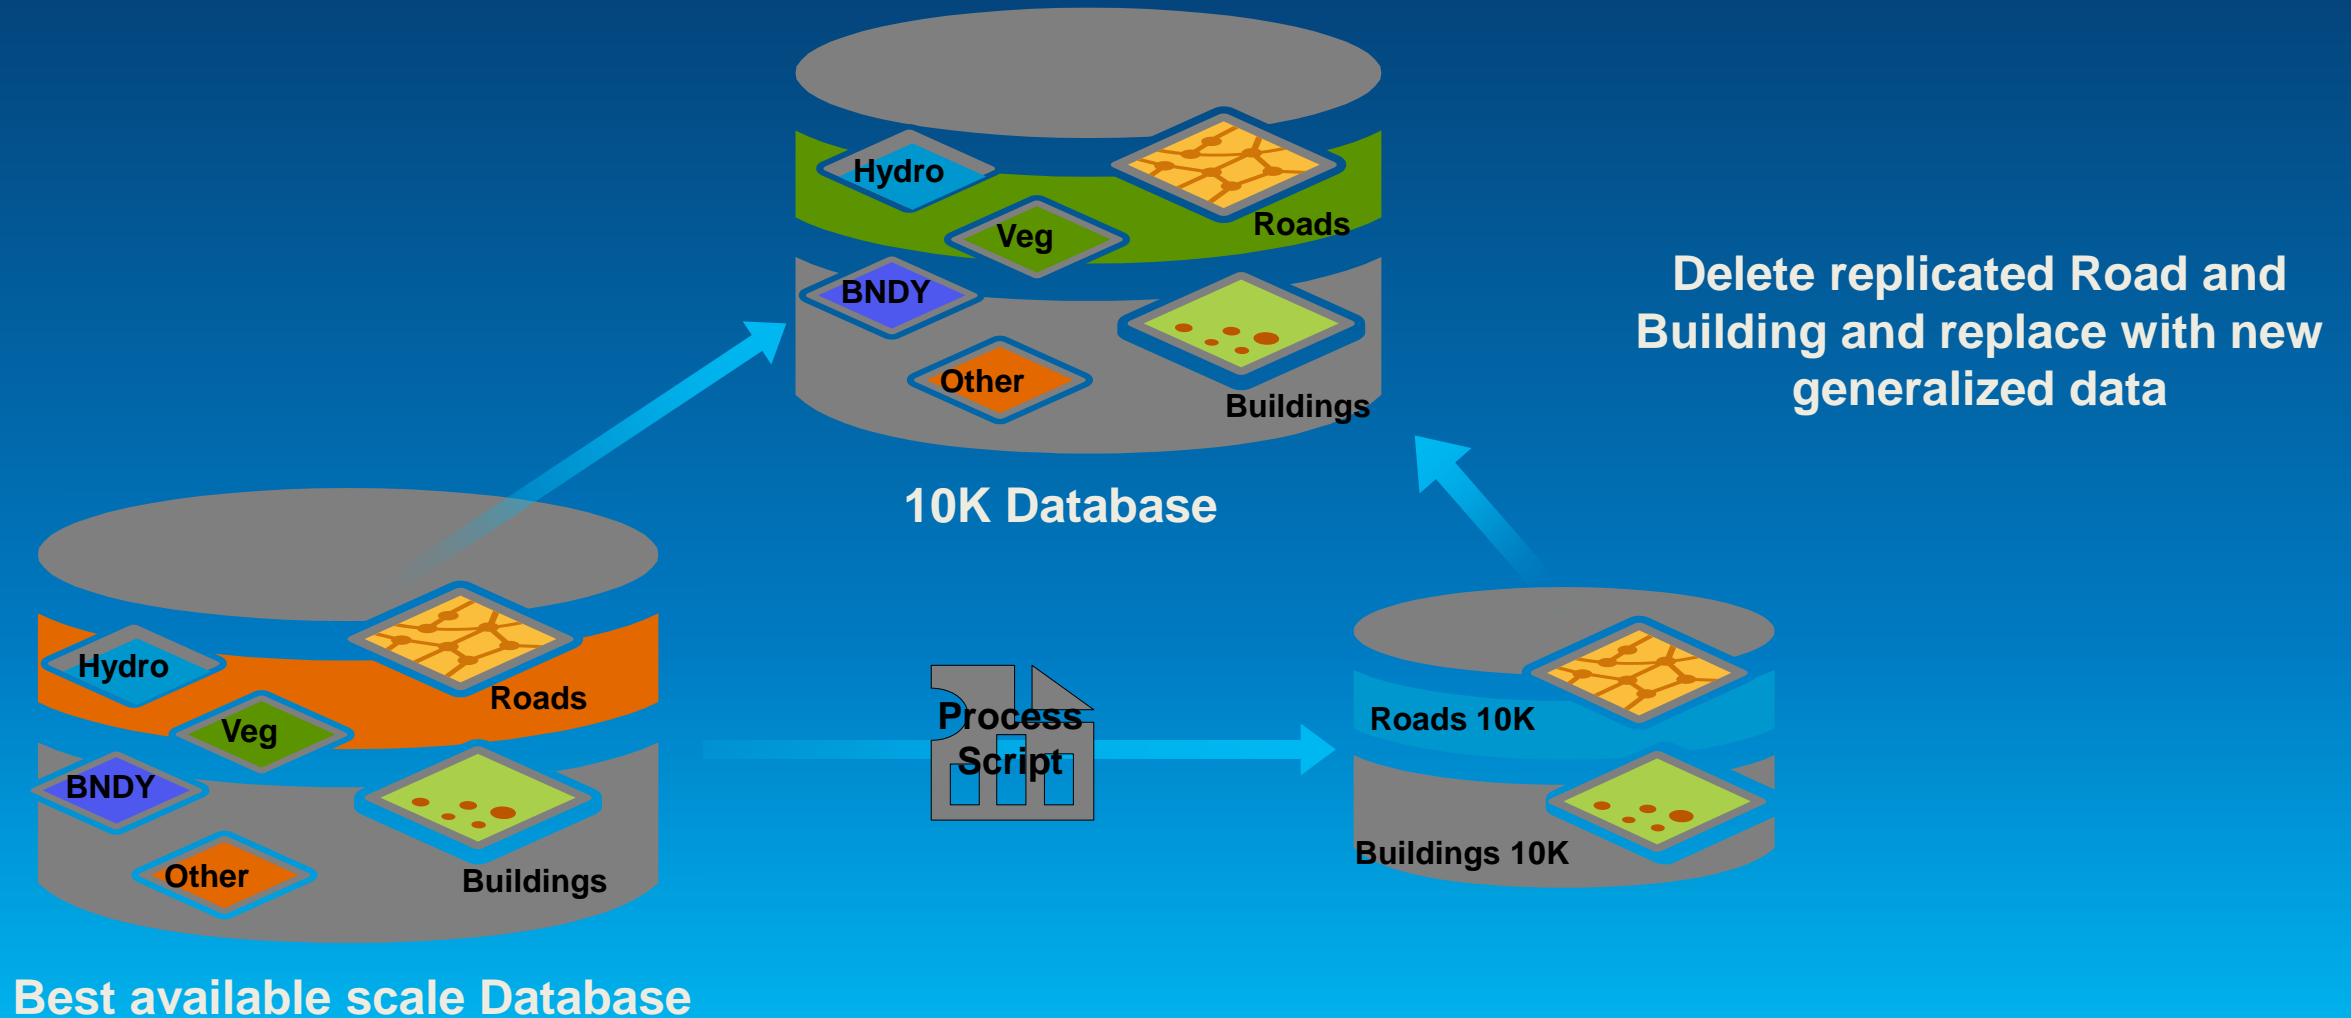 Hydro
Roads
Veg
BNDY
Other
Buildings
10K Database
Delete replicated Road and
Building and replace with new
generalized data
Hydro
Roads
Veg
BNDY
Other
Buildings
Best available scale Database
Process
Script
Roads 10K
Buildings 10K